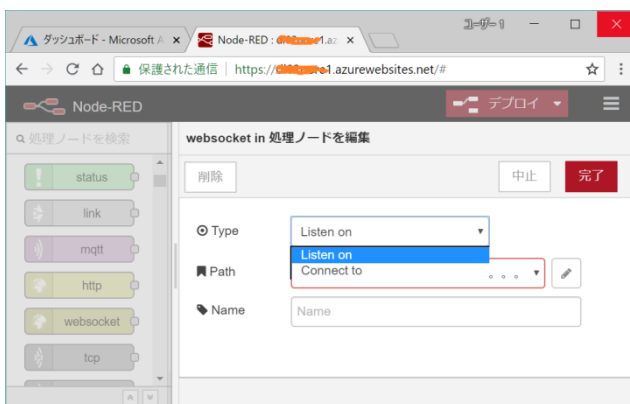 ユーザー 1
ダッシュボード - Microsoft A
Node-RED :
1.az
保護された通信
https://
e1.azurewebsites.net/#
Node-RED
デプロイ
処理ノードを検索
websocket in 処理ノードを編集
status
削除
中止
完了
link
Type
Listen on
mqtt
Listen on
Path
Connect to
。。。
http
Name
Name
websocket
tcp